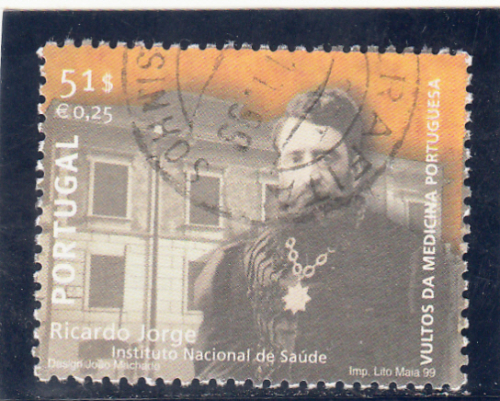 51$
€ 0,25
PORTUGAL
VULTOS DA MEDICINA PORTUGUESA
Ricardo Jorge
Instituto Nacional de Saúde
Design João Machado
Imp. Lito Maia 99